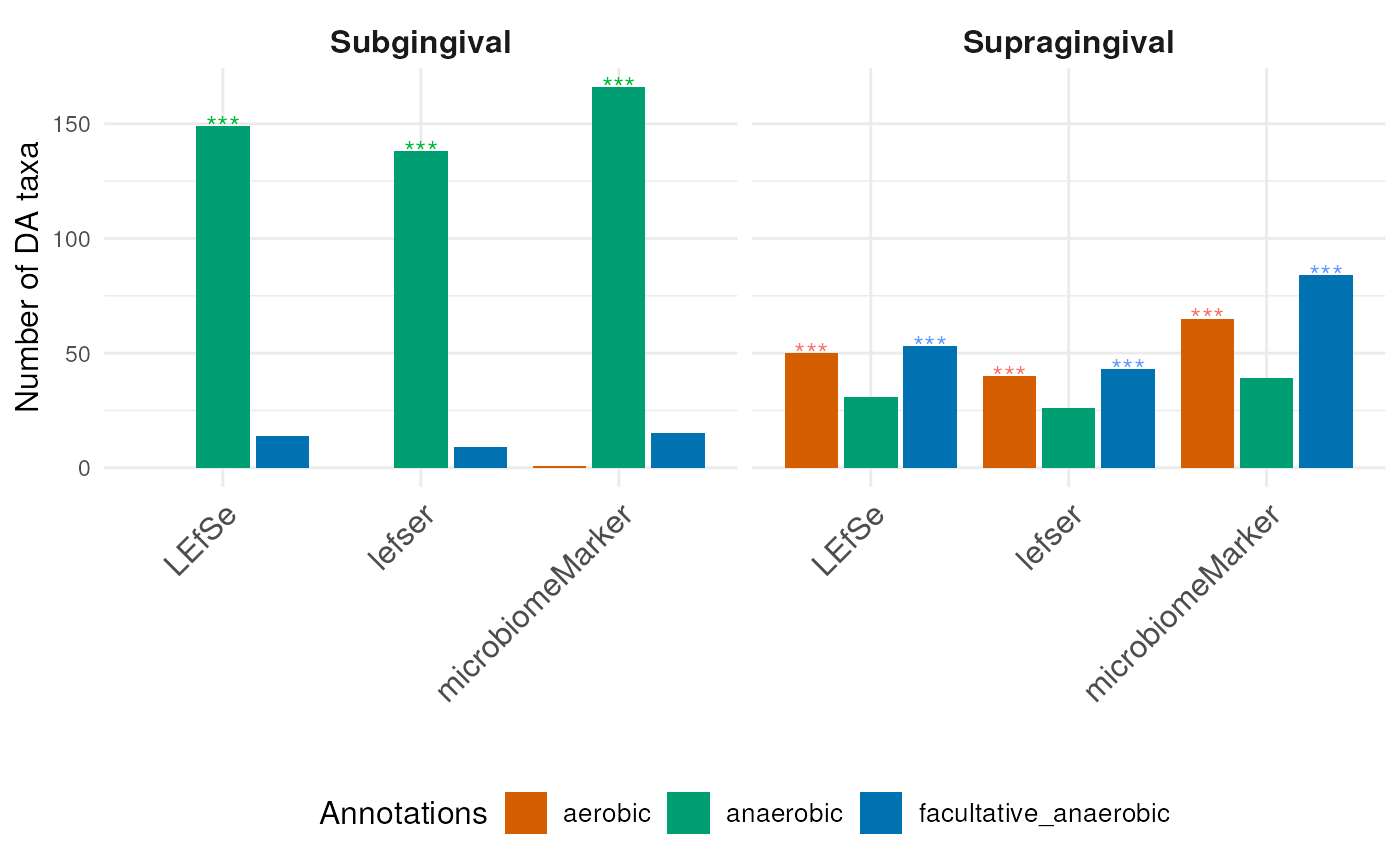 Subgingival
Supragingival
Number of DA taxa
150
100
50
0
***
***
***
***
***
***
***
***
***
LEfSe
lefser
microbiomeMarker
LEfSe
lefser
microbiomeMarker
Annotations aerobic anaerobic facultative_anaerobic